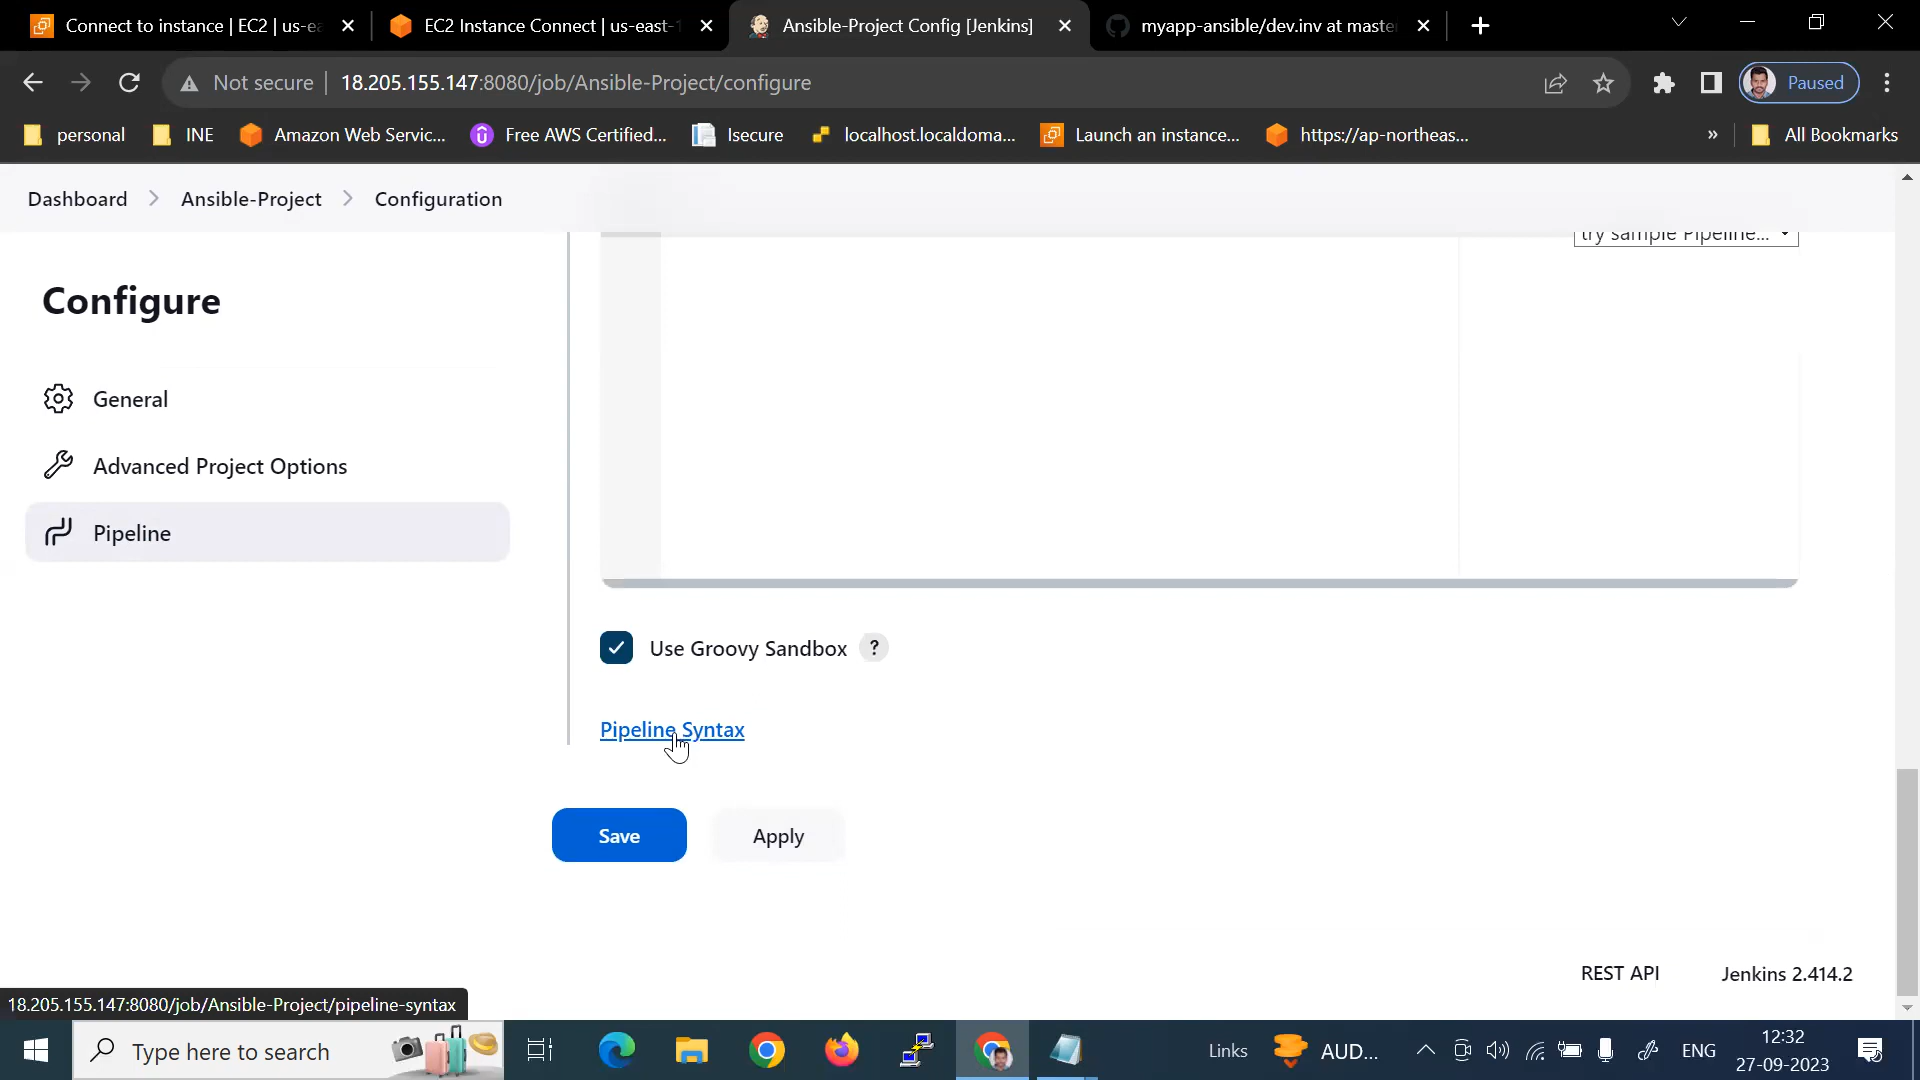 Connect to instance | EC2 | us-ea
EC2 Instance Connect | us-east-1
Ansible-Project Config [Jenkins]
myapp-ansible/dev.inv at maste
Not secure
18.205.155.147:8080/job/Ansible-Project/configure
Paused
personal
INE
Amazon Web Servic...
Free AWS Certified...
Isecure
localhost.localdoma...
Launch an instance...
https://ap-northeas...
»
All Bookmarks
Dashboard
Ansible-Project
Configuration
try sample Pipeline...
Configure
General
Advanced Project Options
Pipeline
Use Groovy Sandbox
?
Pipeline Syntax
Save
Apply
REST API
Jenkins 2.414.2
18.205.155.147:8080/job/Ansible-Project/pipeline-syntax
Type here to search
Links
AUD...
ENG
12:32
27-09-2023